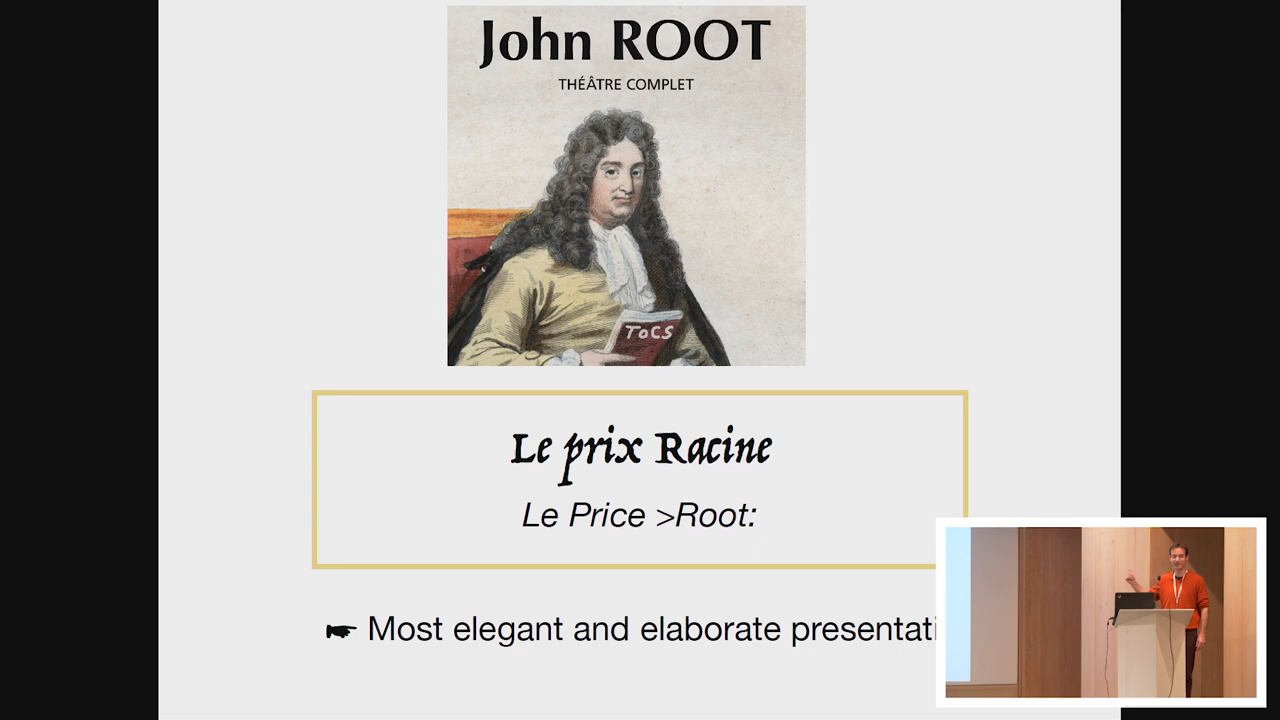 John ROOT
THÉÂTRE COMPLET
TOCS
Le prix Racine
Le Price >Root:
☛ Most elegant and elaborate presentati